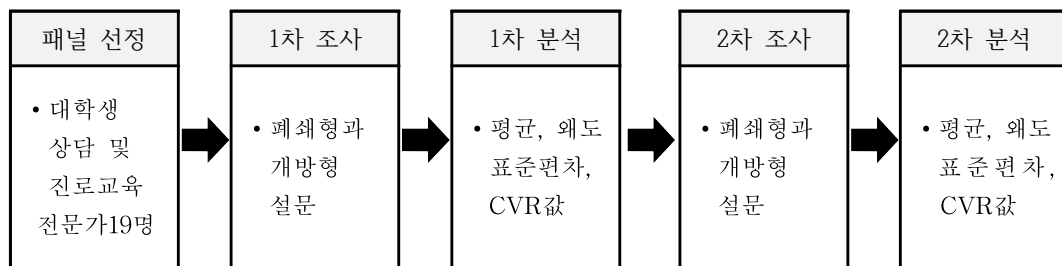 패널 선정
• 대학생
상담 및
진로교육
전문가19명
1차 조사
• 폐쇄형과
개방형
설문
1차 분석
• 평균, 왜도
표준편차,
CVR값
2차 조사
• 폐쇄형과
개방형
설문
2차 분석
• 평균, 왜도
표준편차,
CVR값